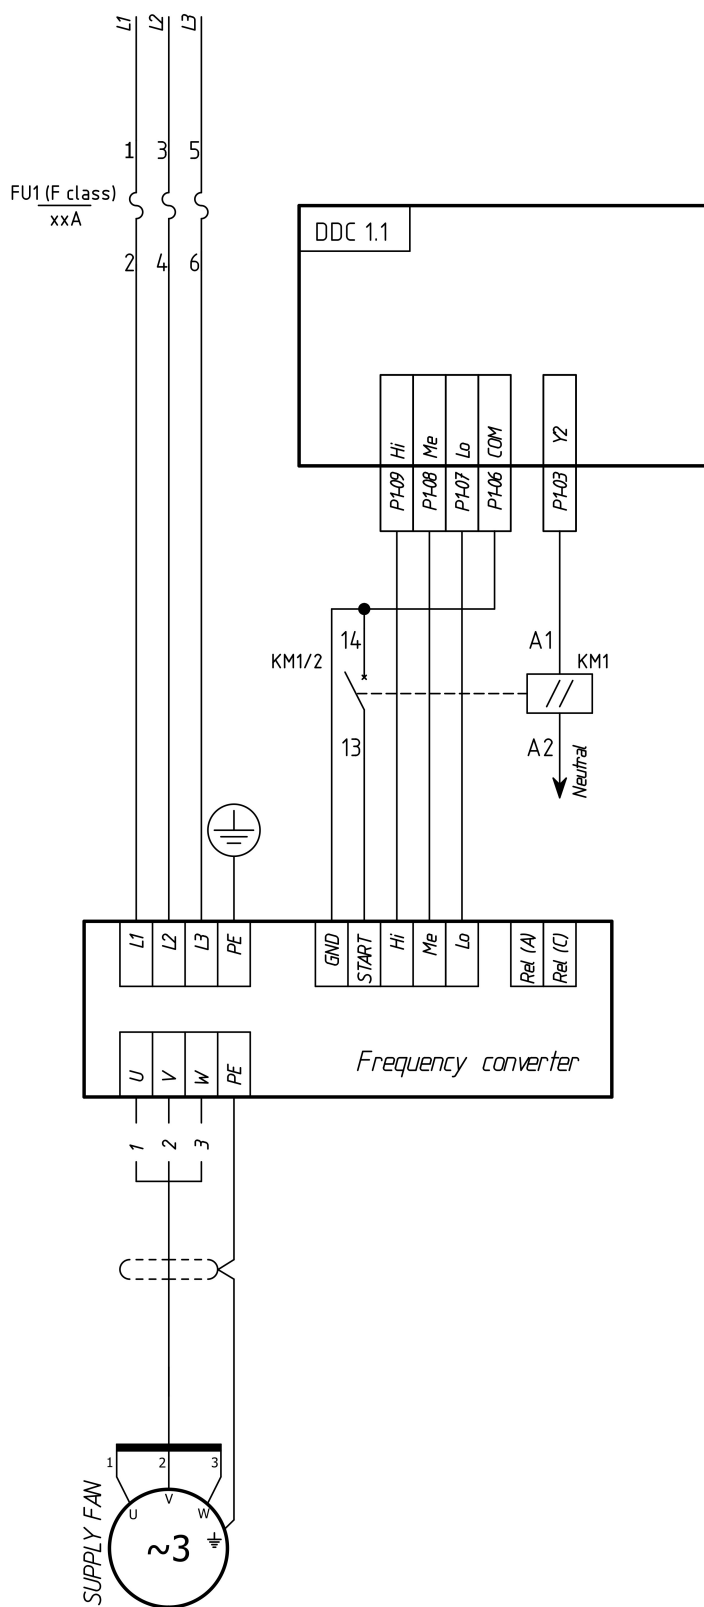 L1 L2 L3
1 3 5
FU1 (F class)
xxA
2 4 6
DDC 1.1
Hi Me Lo COM Y2
P1-09 P1-08 P1-07 P1-06 P1-03
14 A1
KM1/2 KM1
13 A2
Neutral
L1 L2 L3 PE GND START Hi Me Lo Rel (A) Rel (C)
Frequency converter
U V W PE
1 2 3
1 2 3
U V W
~3
SUPPLY FAN